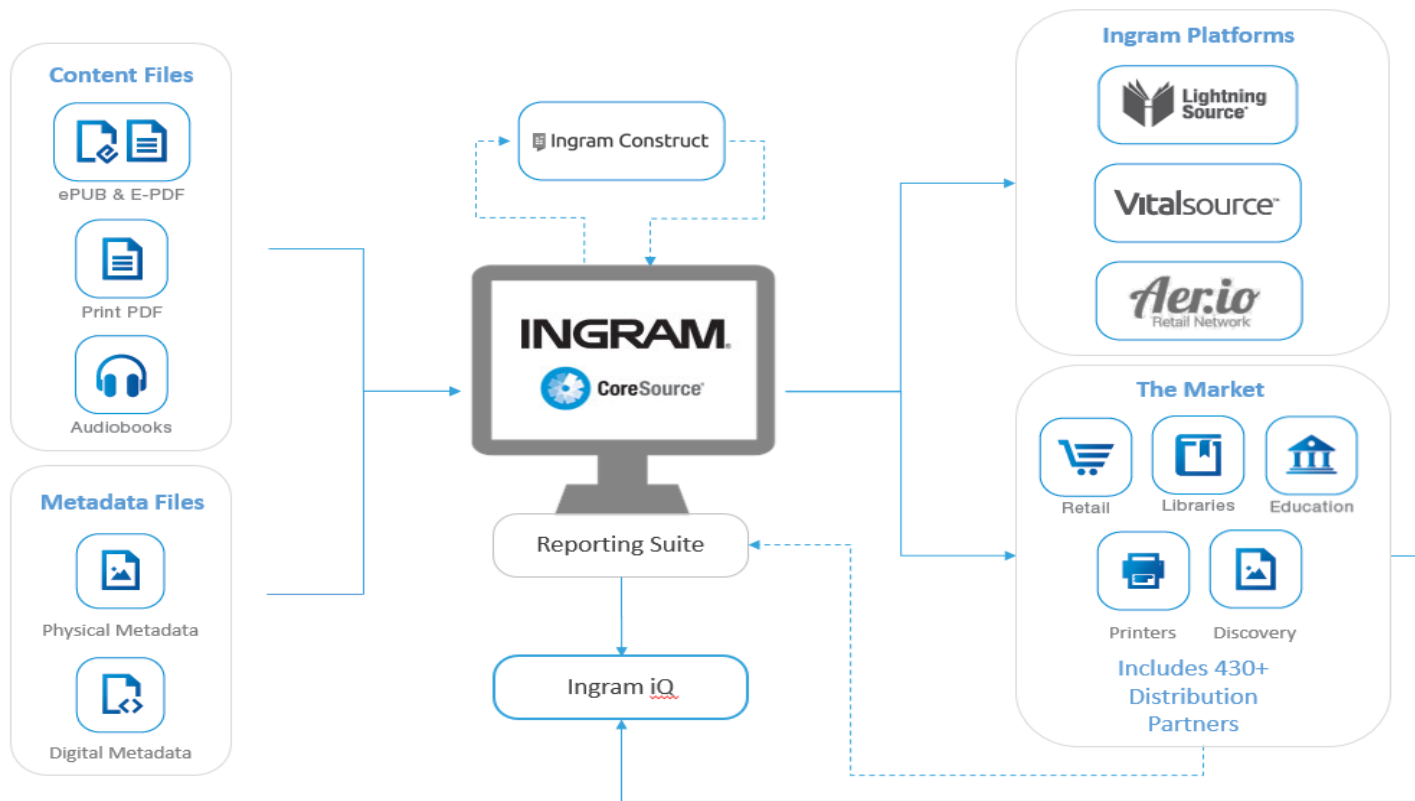 Content Files
ePUB & E-PDF
Print PDF
Audiobooks
Metadata Files
Physical Metadata
Digital Metadata
Ingram Construct
INGRAM®
CoreSource®
Reporting Suite
Ingram iQ
Ingram Platforms
Lightning
Source®
Vitalsource™
Aer.io
Retail Network
The Market
Retail
Libraries
Education
Printers
Discovery
Includes 430+
Distribution
Partners